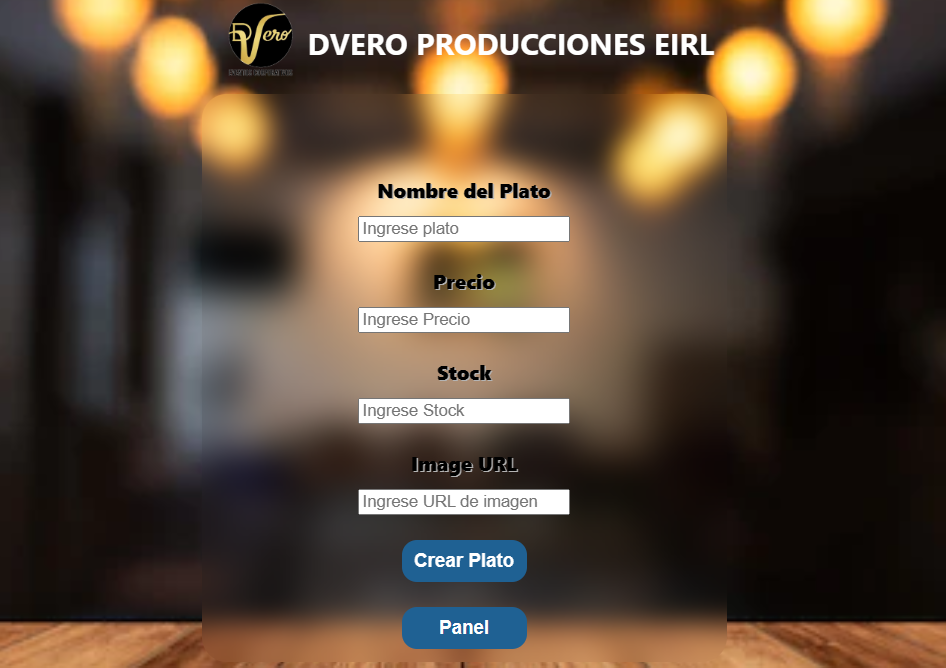 DVero
DVERO PRODUCCIONES EIRL
Nombre del Plato
Ingrese plato
Precio
Ingrese Precio
Stock
Ingrese Stock
Image URL
Ingrese URL de imagen
Crear Plato
Panel